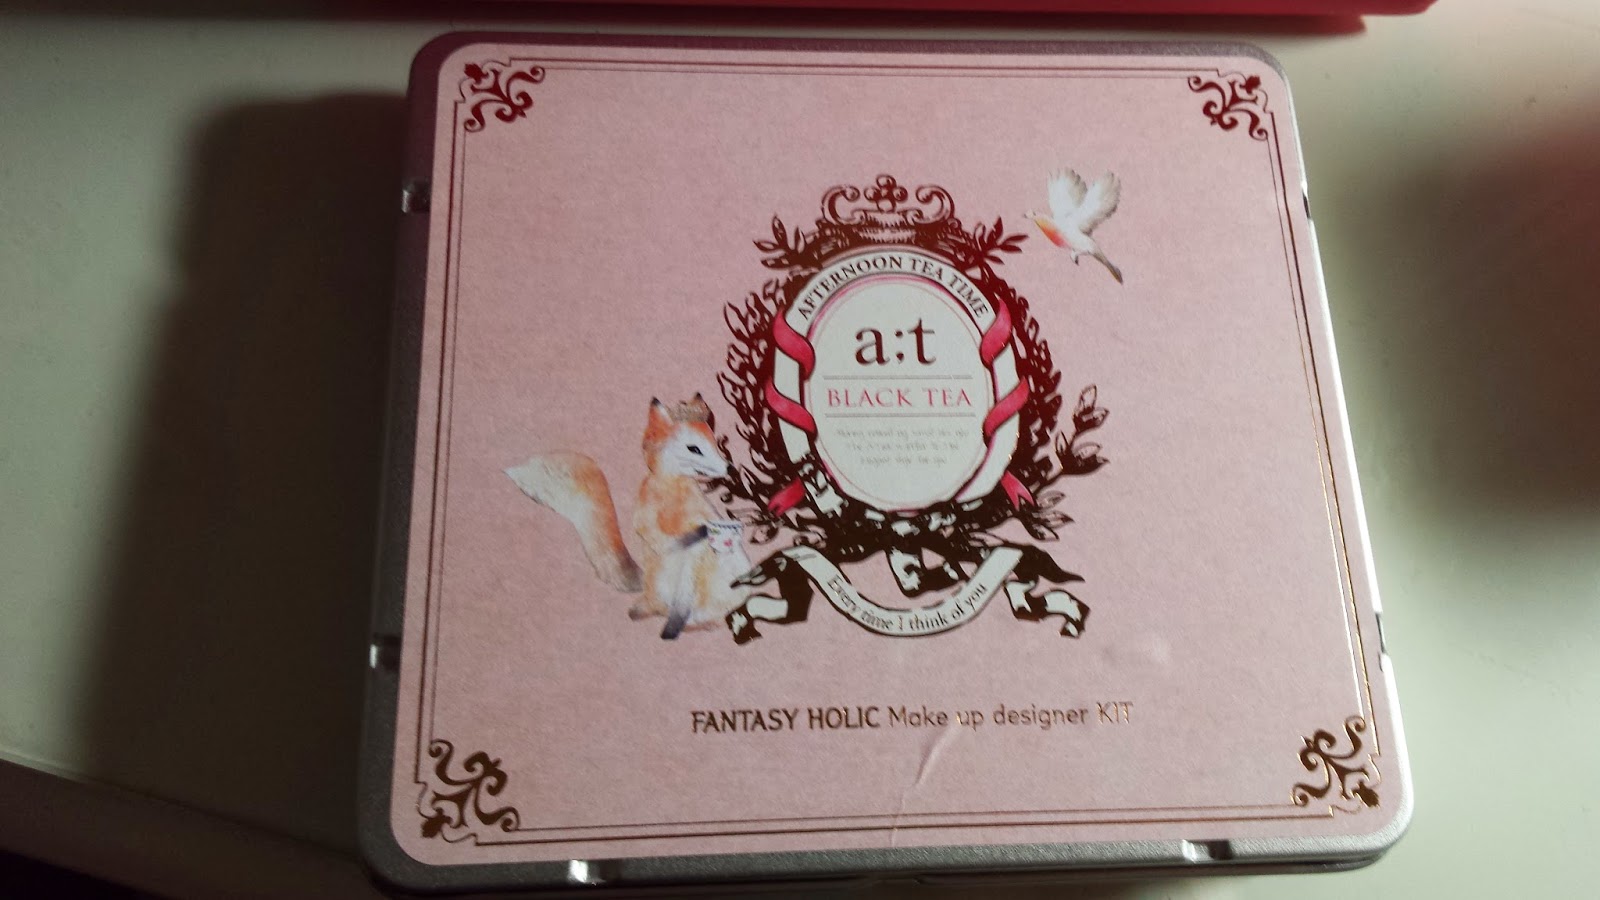 AFTERNOON TEA TIME
a:t
BLACK TEA
Every time I think of you
FANTASY HOLIC Make up designer KIT